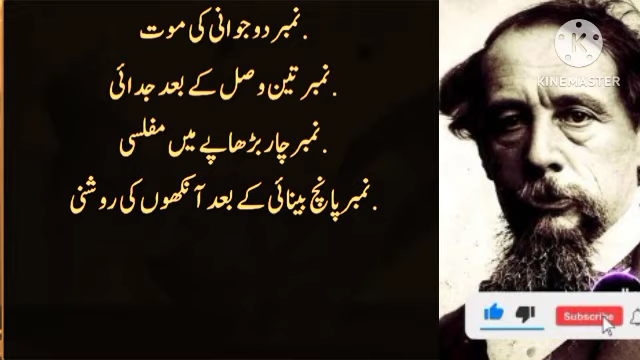 .نمبر دو جوانی کی موت
.نمبر تین وصل کے بعد جدائی
.نمبر چار بڑھاپے میں مفلسی
.نمبر پانچ بینائی کے بعد آنکھوں کی روشنی
K
KINEMASTER
Subscribe